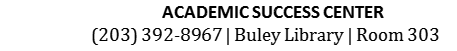 ACADEMIC SUCCESS CENTER
(203) 392-8967 | Buley Library | Room 303